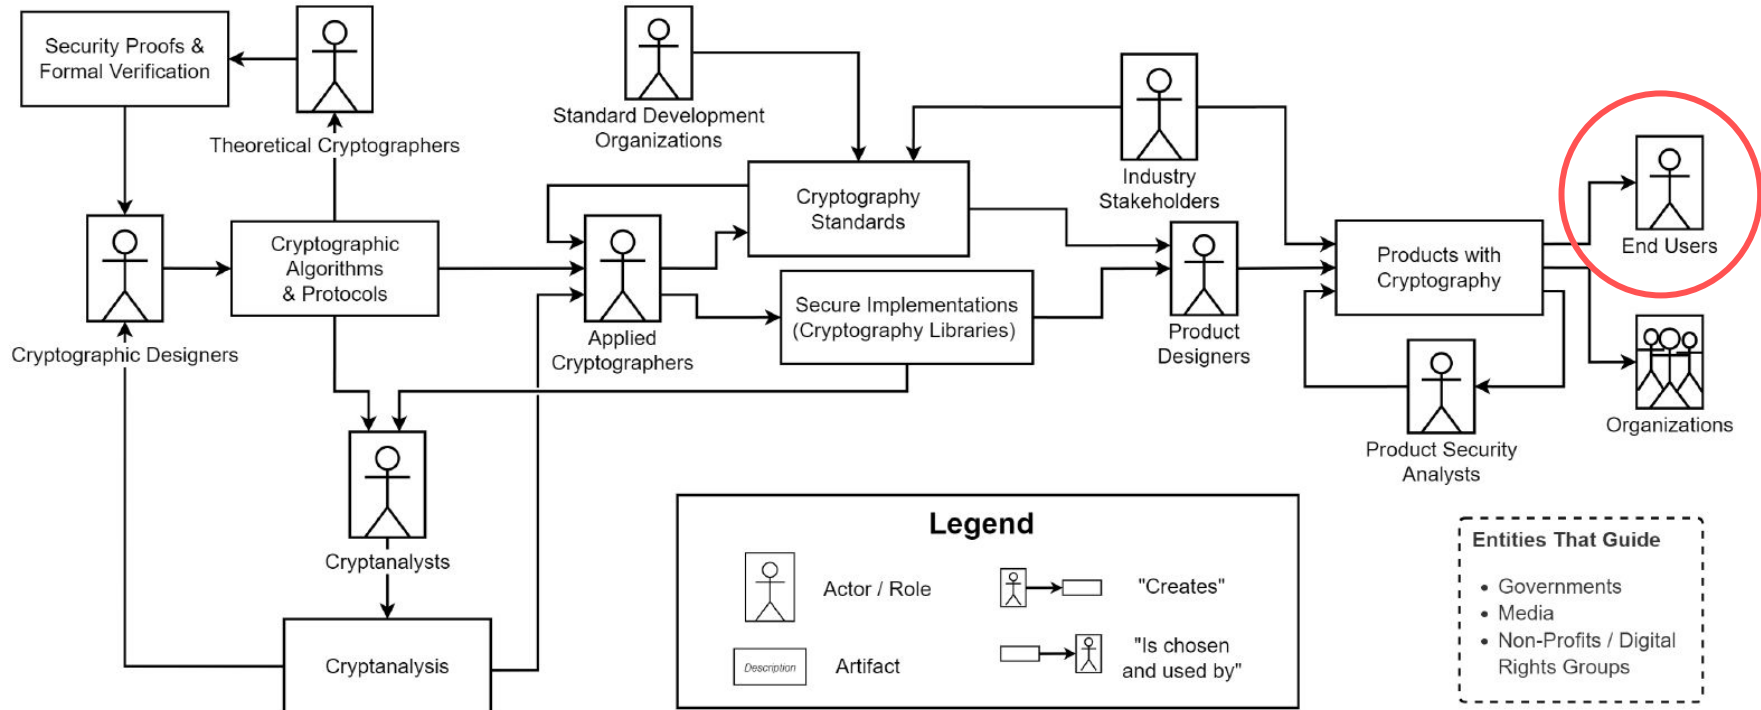 Security Proofs &
Formal Verification
Theoretical Cryptographers
Standard Development
Organizations
Industry
Stakeholders
End Users
Cryptography
Standards
Cryptographic
Algorithms
& Protocols
Cryptographic Designers
Applied
Cryptographers
Secure Implementations
(Cryptography Libraries)
Product
Designers
Products with
Cryptography
Organizations
Product Security
Analysts
Cryptanalysts
Cryptanalysis
Legend
Actor / Role
"Creates"
Description
Artifact
"Is chosen
and used by"
Entities That Guide
• Governments
• Media
• Non-Profits / Digital
Rights Groups